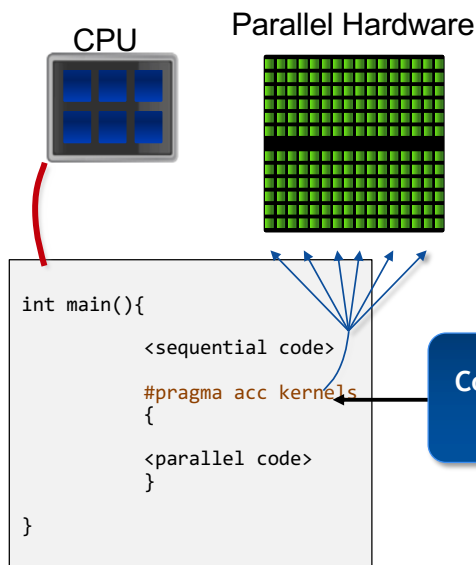 CPU
Parallel Hardware
int main(){
<sequential code>
#pragma acc kernels
{
<parallel code>
}
}